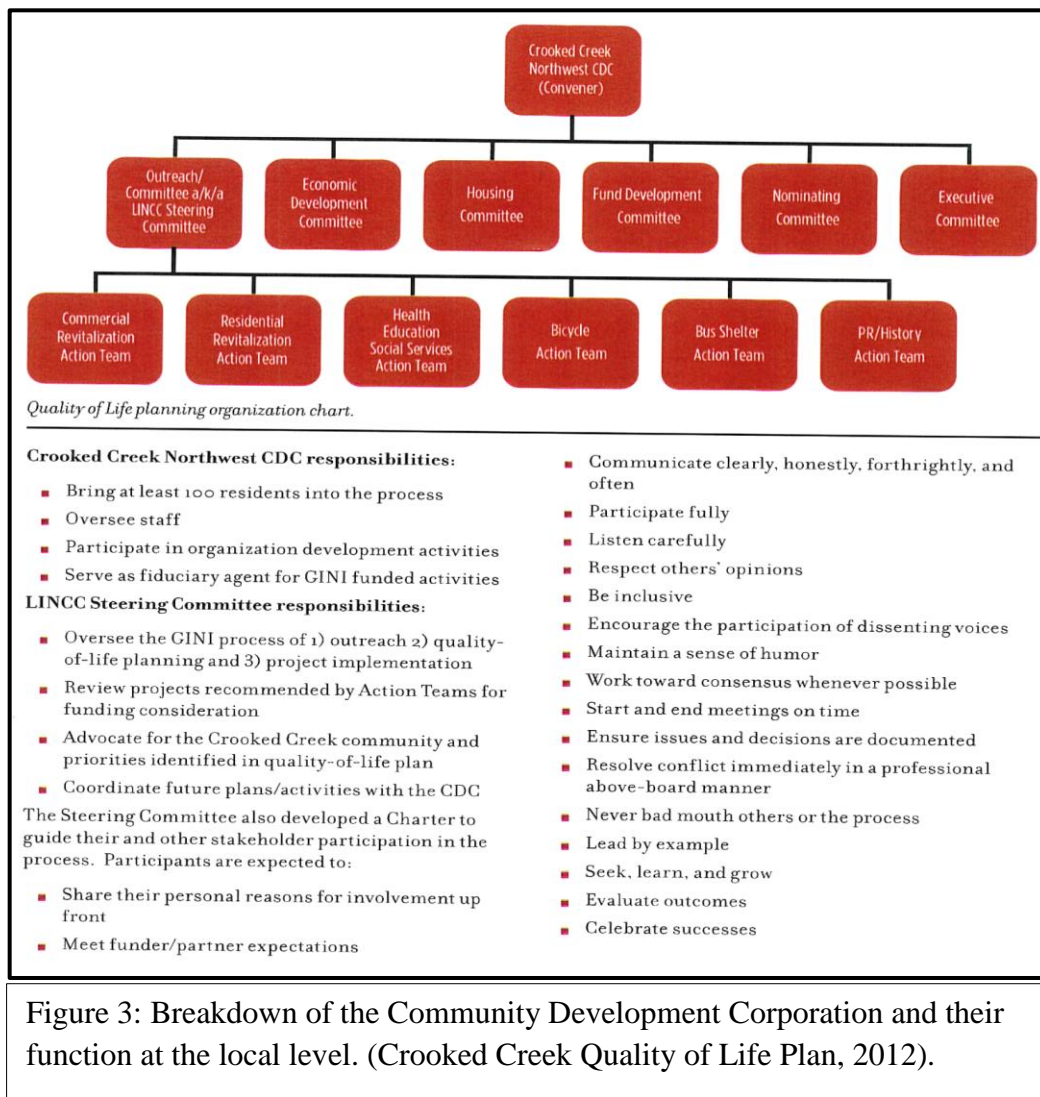 Crooked Creek
Northwest CDC
(Convener)
Outreach/
Committee a/k/a
LINCC Steering
Committee
Economic
Development
Committee
Housing
Committee
Fund Development
Committee
Nominating
Committee
Executive
Committee
Commercial
Revitalization
Action Team
Residential
Revitalization
Action Team
Health
Education
Social Services
Action Team
Bicycle
Action Team
Bus Shelter
Action Team
PR/History
Action Team
Quality of Life planning organization chart.
Crooked Creek Northwest CDC responsibilities:
Bring at least 100 residents into the process
Oversee staff
Participate in organization development activities
Serve as fiduciary agent for GINI funded activities
LINCC Steering Committee responsibilities:
Oversee the GINI process of 1) outreach 2) quality-
of-life planning and 3) project implementation
Review projects recommended by Action Teams for
funding consideration
Advocate for the Crooked Creek community and
priorities identified in quality-of-life plan
Coordinate future plans/activities with the CDC
The Steering Committee also developed a Charter to
guide their and other stakeholder participation in the
process. Participants are expected to:
Share their personal reasons for involvement up
front
Meet funder/partner expectations
Communicate clearly, honestly, forthrightly, and
often
Participate fully
Listen carefully
Respect others' opinions
Be inclusive
Encourage the participation of dissenting voices
Maintain a sense of humor
Work toward consensus whenever possible
Start and end meetings on time
Ensure issues and decisions are documented
Resolve conflict immediately in a professional
above-board manner
Never bad mouth others or the process
Lead by example
Seek, learn, and grow
Evaluate outcomes
Celebrate successes
Figure 3: Breakdown of the Community Development Corporation and their
function at the local level. (Crooked Creek Quality of Life Plan, 2012).